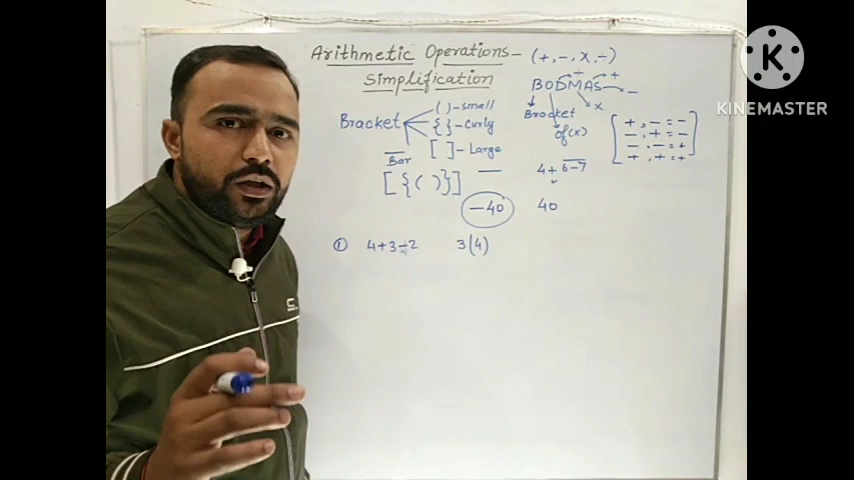 Arithmetic Operations - (+, -, x, ÷)
Simplification
BODMAS ÷ + -
x
Bracket
of(x)
Bracket
( ) - small
{ } - Curly
[ ] - Large
Bar
[{( )}]
+ , - = -
- , + = -
- , - = +
+ , + = +
4+ 6-7
-40 40
① 4+3÷2 3(4)
K
KINEMASTER